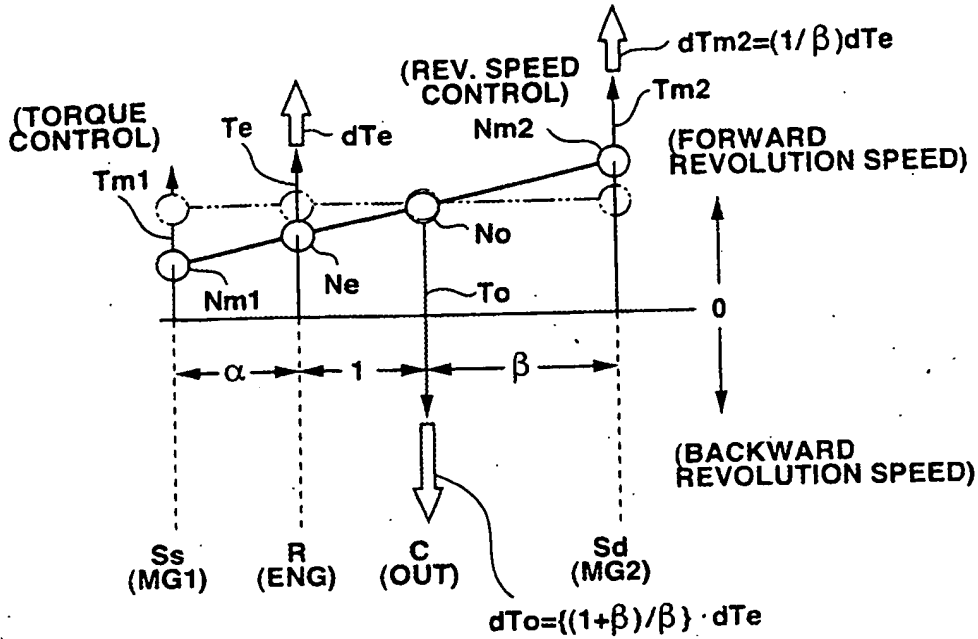 dTm2=(1/β)dTe
(REV. SPEED
CONTROL)
Tm2
(TORQUE
CONTROL)
Te
dTe
Nm2
(FORWARD
REVOLUTION SPEED)
Tm1
No
Ne
Nm1
To
0
α
1
β
(BACKWARD
REVOLUTION SPEED)
Ss
(MG1)
R
(ENG)
C
(OUT)
Sd
(MG2)
dTo={(1+β)/β}·dTe